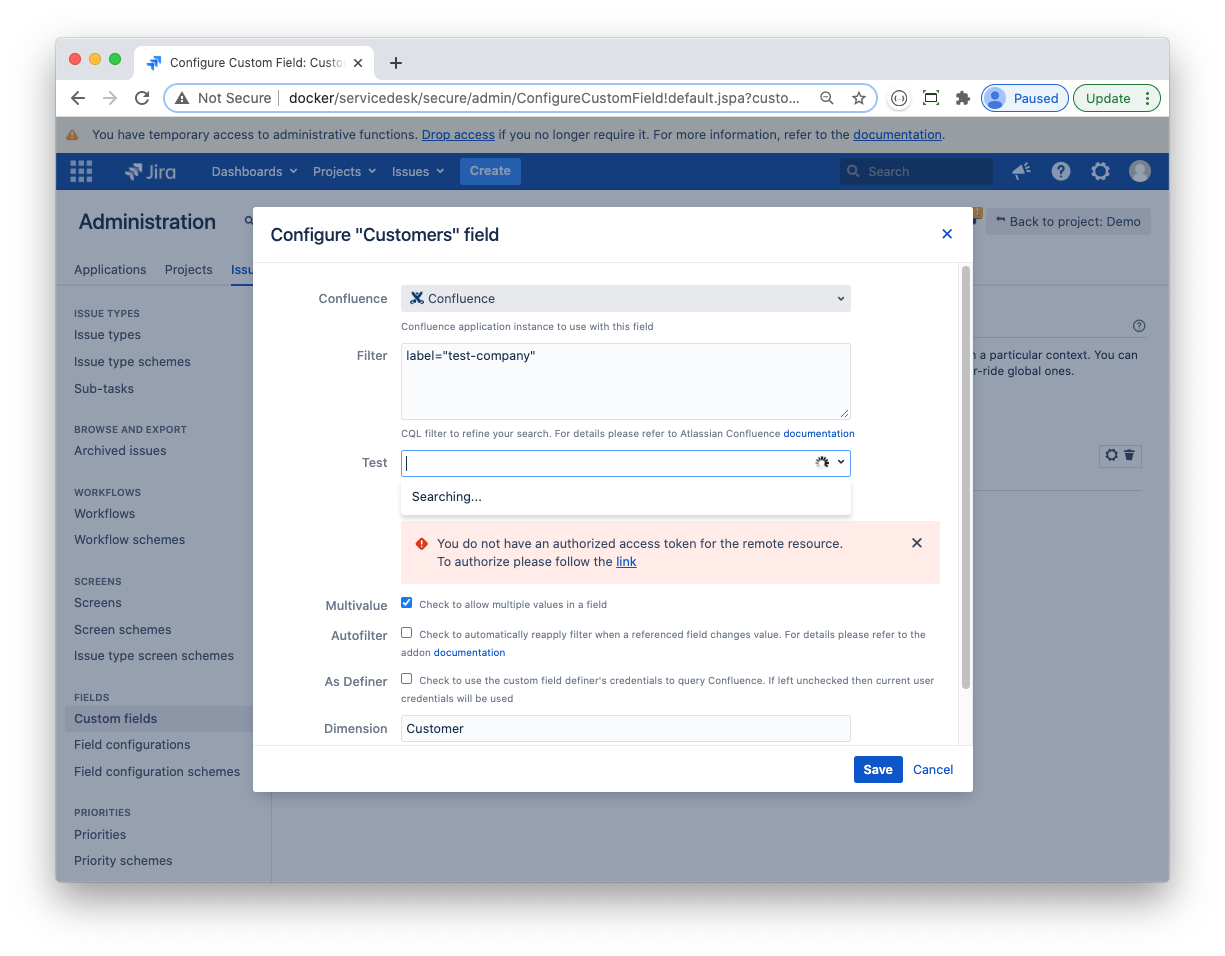 Configure Custom Field: Custo
Not Secure
docker/servicedesk/secure/admin/ConfigureCustomField!default.jspa?custo...
Paused
Update
You have temporary access to administrative functions. Drop access if you no longer require it. For more information, refer to the documentation.
Jira
Dashboards
Projects
Issues
Create
Search
Administration
Back to project: Demo
Applications
Projects
Issu
Configure "Customers" field
ISSUE TYPES
Issue types
Issue type schemes
Sub-tasks
BROWSE AND EXPORT
Archived issues
WORKFLOWS
Workflows
Workflow schemes
SCREENS
Screens
Screen schemes
Issue type screen schemes
FIELDS
Custom fields
Field configurations
Field configuration schemes
PRIORITIES
Priorities
Priority schemes
Confluence
Confluence
Confluence application instance to use with this field
Filter
label="test-company"
CQL filter to refine your search. For details please refer to Atlassian Confluence documentation
Test
Searching...
You do not have an authorized access token for the remote resource.
To authorize please follow the link
Multivalue
Check to allow multiple values in a field
Autofilter
Check to automatically reapply filter when a referenced field changes value. For details please refer to the
addon documentation
As Definer
Check to use the custom field definer's credentials to query Confluence. If left unchecked then current user
credentials will be used
Dimension
Customer
Save
Cancel
n a particular context. You can
r-ride global ones.